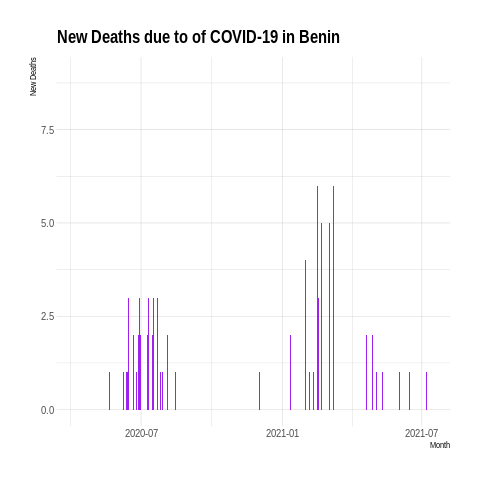 New Deaths due to of COVID-19 in Benin
New Deaths
7.5
5.0
2.5
0.0
2020-07
2021-01
2021-07
Month